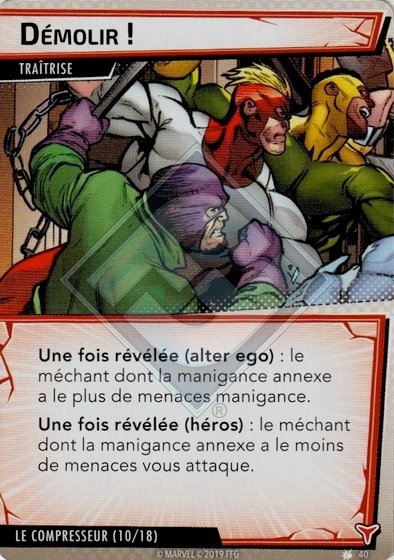 DÉMOLIR !
TRAÎTRISE
Une fois révélée (alter ego) : le
méchant dont la manigance annexe
a le plus de menaces manigance.
Une fois révélée (héros) : le méchant
dont la manigance annexe a le moins
de menaces vous attaque.
®
LE COMPRESSEUR (10/18)
© MARVEL © 2019 FFG
40